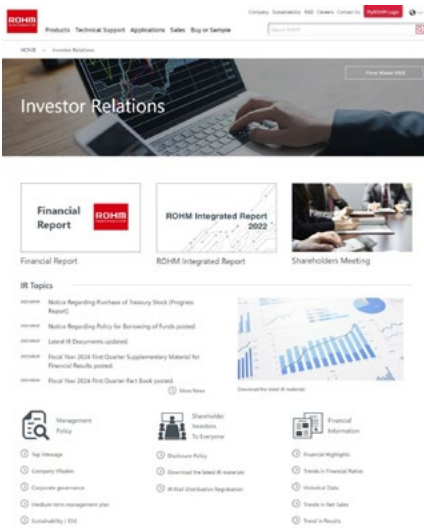 Company Sustainability R&D Careers Contact Us MyROHM Login
ROHM
SEMICONDUCTOR
Products Technical Support Applications Sales Buy or Sample
Search ROHM
HOME > Investor Relations
Investor Relations
Financial
Report
ROHM
ROHM Integrated Report
2022
Financial Report
ROHM Integrated Report
Shareholders Meeting
IR Topics
Notice Regarding Purchase of Treasury Stock (Progress
Report)
Notice Regarding Policy for Borrowing of Funds posted.
Latest IR Documents updated.
Fiscal Year 2024 First Quarter Supplementary Material for
Financial Results posted.
Fiscal Year 2024 First Quarter Fact Book posted.
More News
Download the latest IR materials
Management
Policy
Top Message
Company Mission
Corporate governance
Medium-term management plan
Sustainability / ESG
Shareholder
Investors
To Everyone
Disclosure Policy
Download the latest IR materials
IR Mail Distribution Registration
Financial
Information
Financial Highlights
Trends in Financial Ratios
Historical Data
Trends in Net Sales
Trend in Results